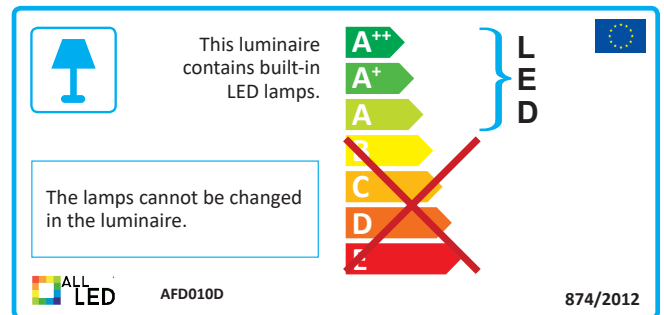 This luminaire
contains built-in
LED lamps.
A++
A+
A
B
C
D
E
L
E
D
The lamps cannot be changed
in the luminaire.
ALL
LED
AFD010D
874/2012